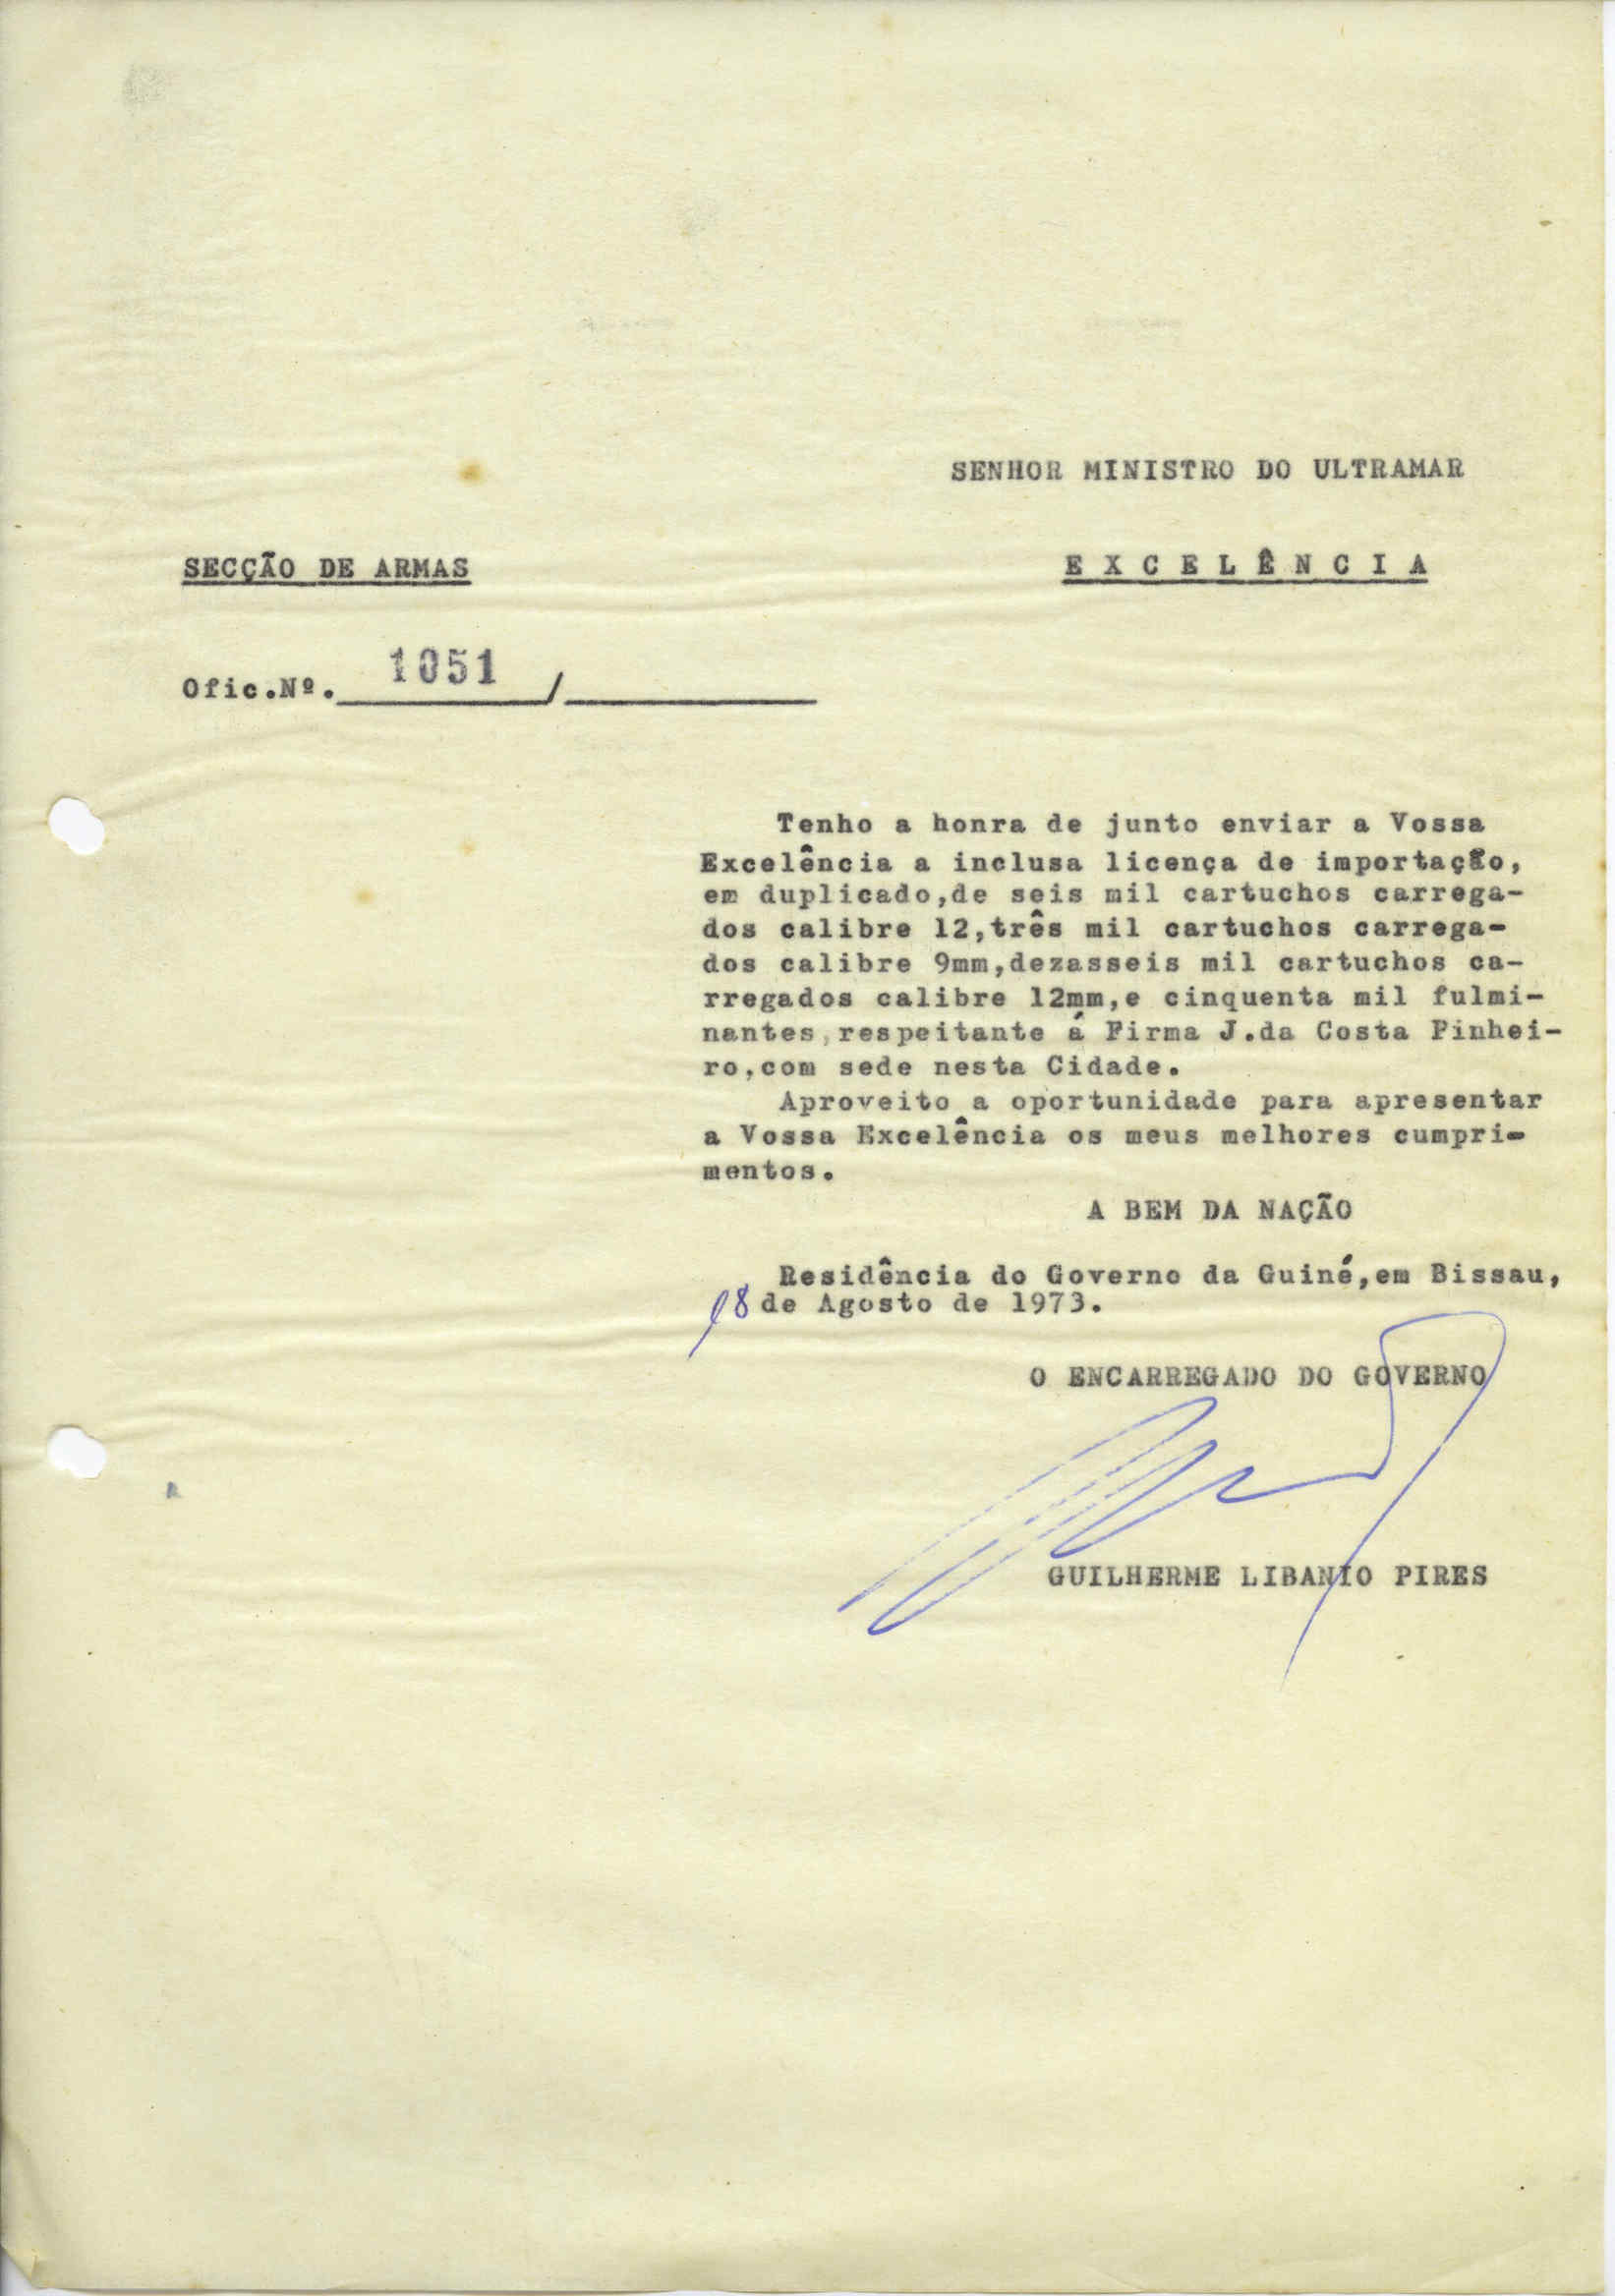 SENHOR MINISTRO DO ULTRAMAR
SECÇÃO DE ARMAS
EXCELÊNCIA
Ofic.Nº. 1051 /
Tenho a honra de junto enviar a Vossa
Excelência a inclusa licença de importação,
em duplicado,de seis mil cartuchos carrega-
dos calibre 12,três mil cartuchos carrega-
dos calibre 9mm,dezasseis mil cartuchos ca-
rregados calibre 12mm,e cinquenta mil fulmi-
nantes,respeitante á Firma J.da Costa Pinhei-
ro,com sede nesta Cidade.
Aproveito a oportunidade para apresentar
a Vossa Excelência os meus melhores cumpri-
mentos.
A BEM DA NAÇÃO
Residência do Governo da Guiné,em Bissau,
18 de Agosto de 1973.
O ENCARREGADO DO GOVERNO
GUILHERME LIBANIO PIRES